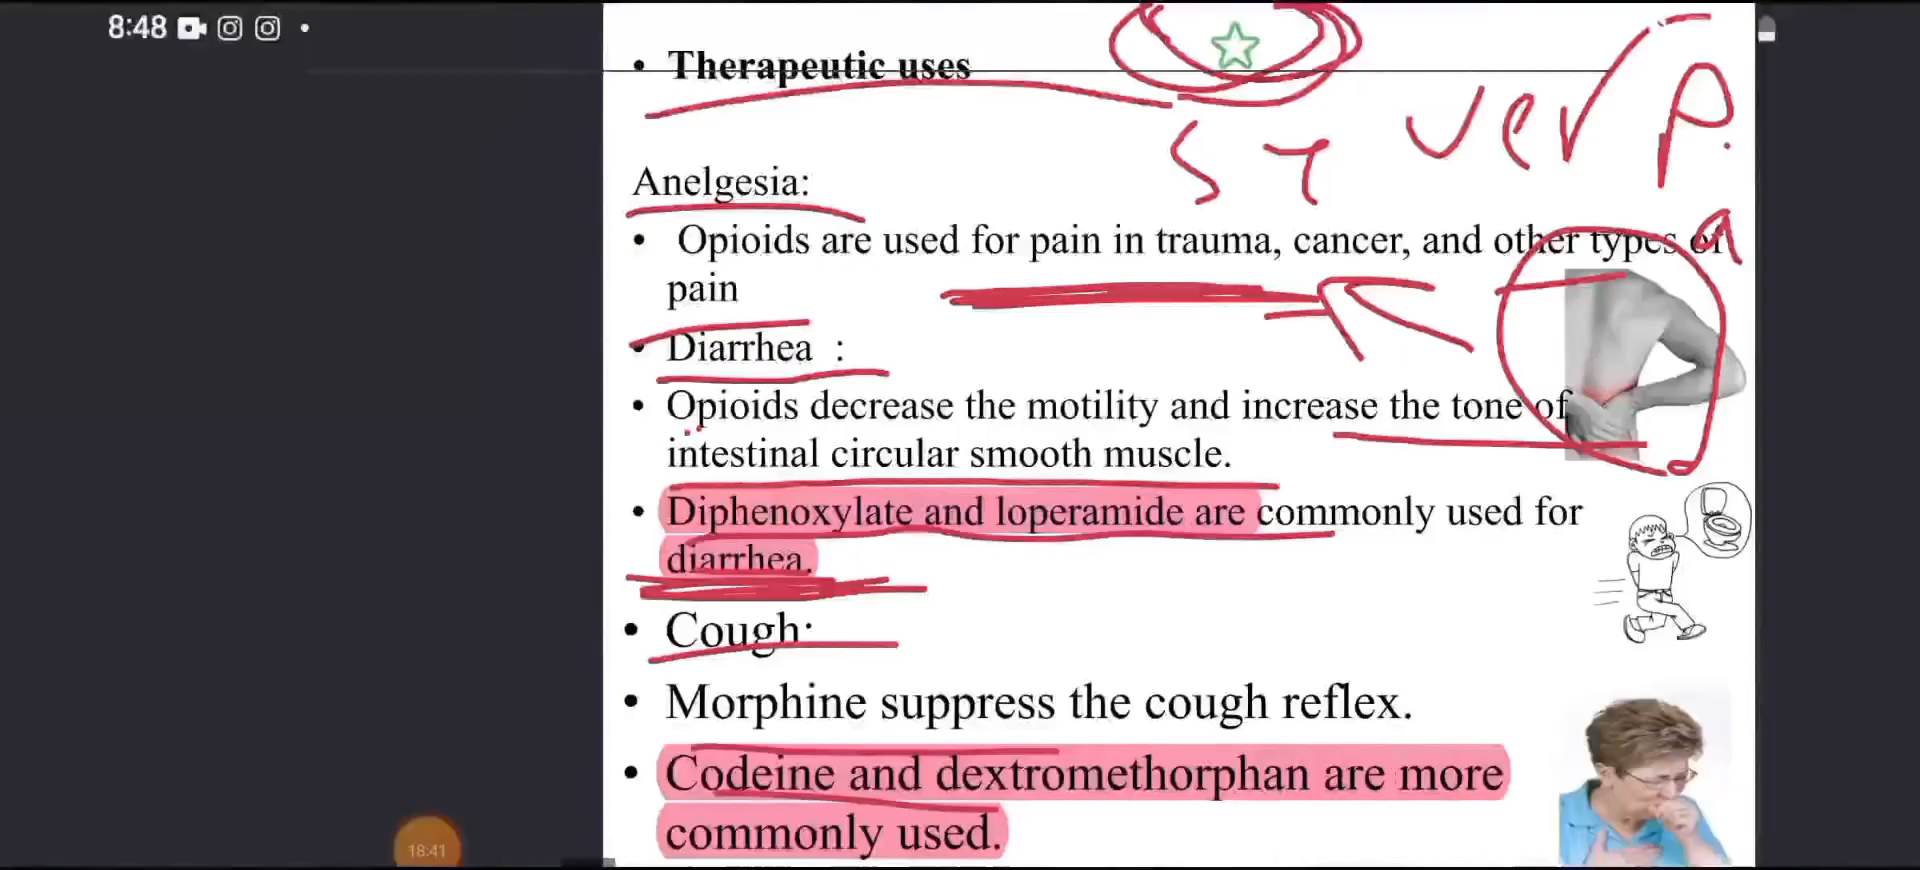 8:48
• Therapeutic uses
Anelgesia:
• Opioids are used for pain in trauma, cancer, and other types of
pain
• Diarrhea :
• Opioids decrease the motility and increase the tone of
intestinal circular smooth muscle.
• Diphenoxylate and loperamide are commonly used for
diarrhea.
• Cough:
• Morphine suppress the cough reflex.
• Codeine and dextromethorphan are more
commonly used.
18:41